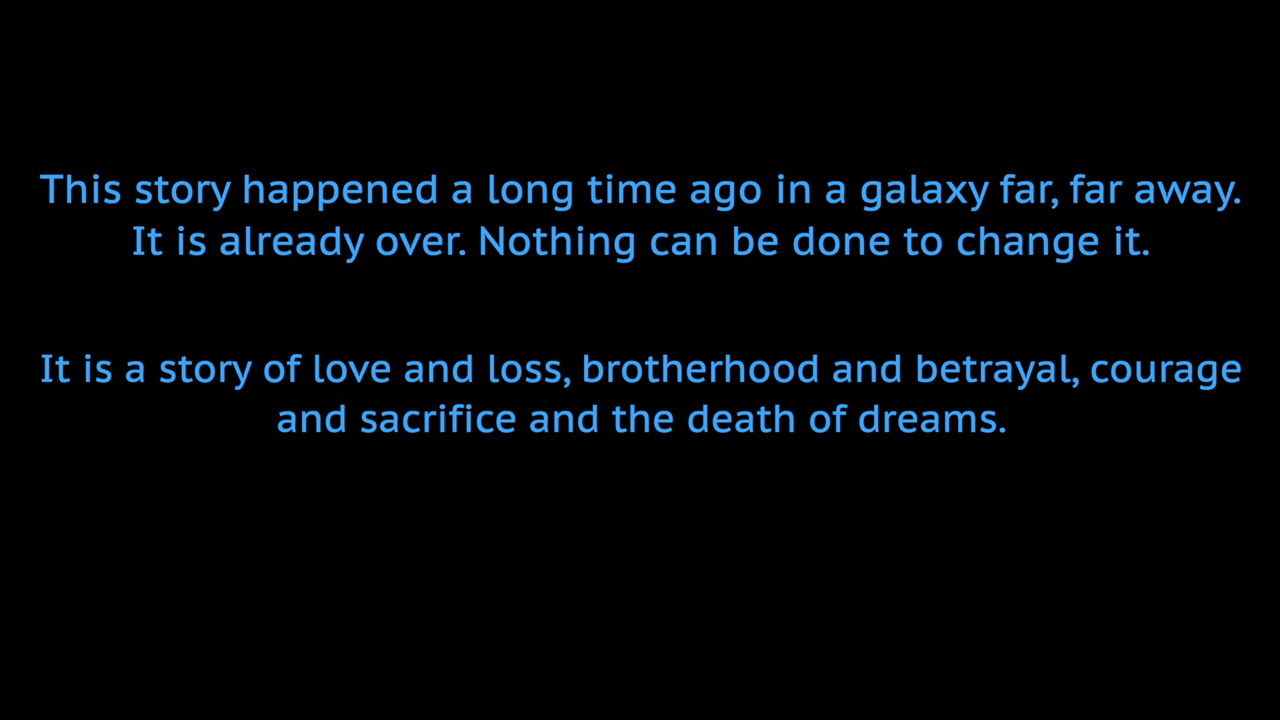 This story happened a long time ago in a galaxy far, far away.
It is already over. Nothing can be done to change it.
It is a story of love and loss, brotherhood and betrayal, courage
and sacrifice and the death of dreams.